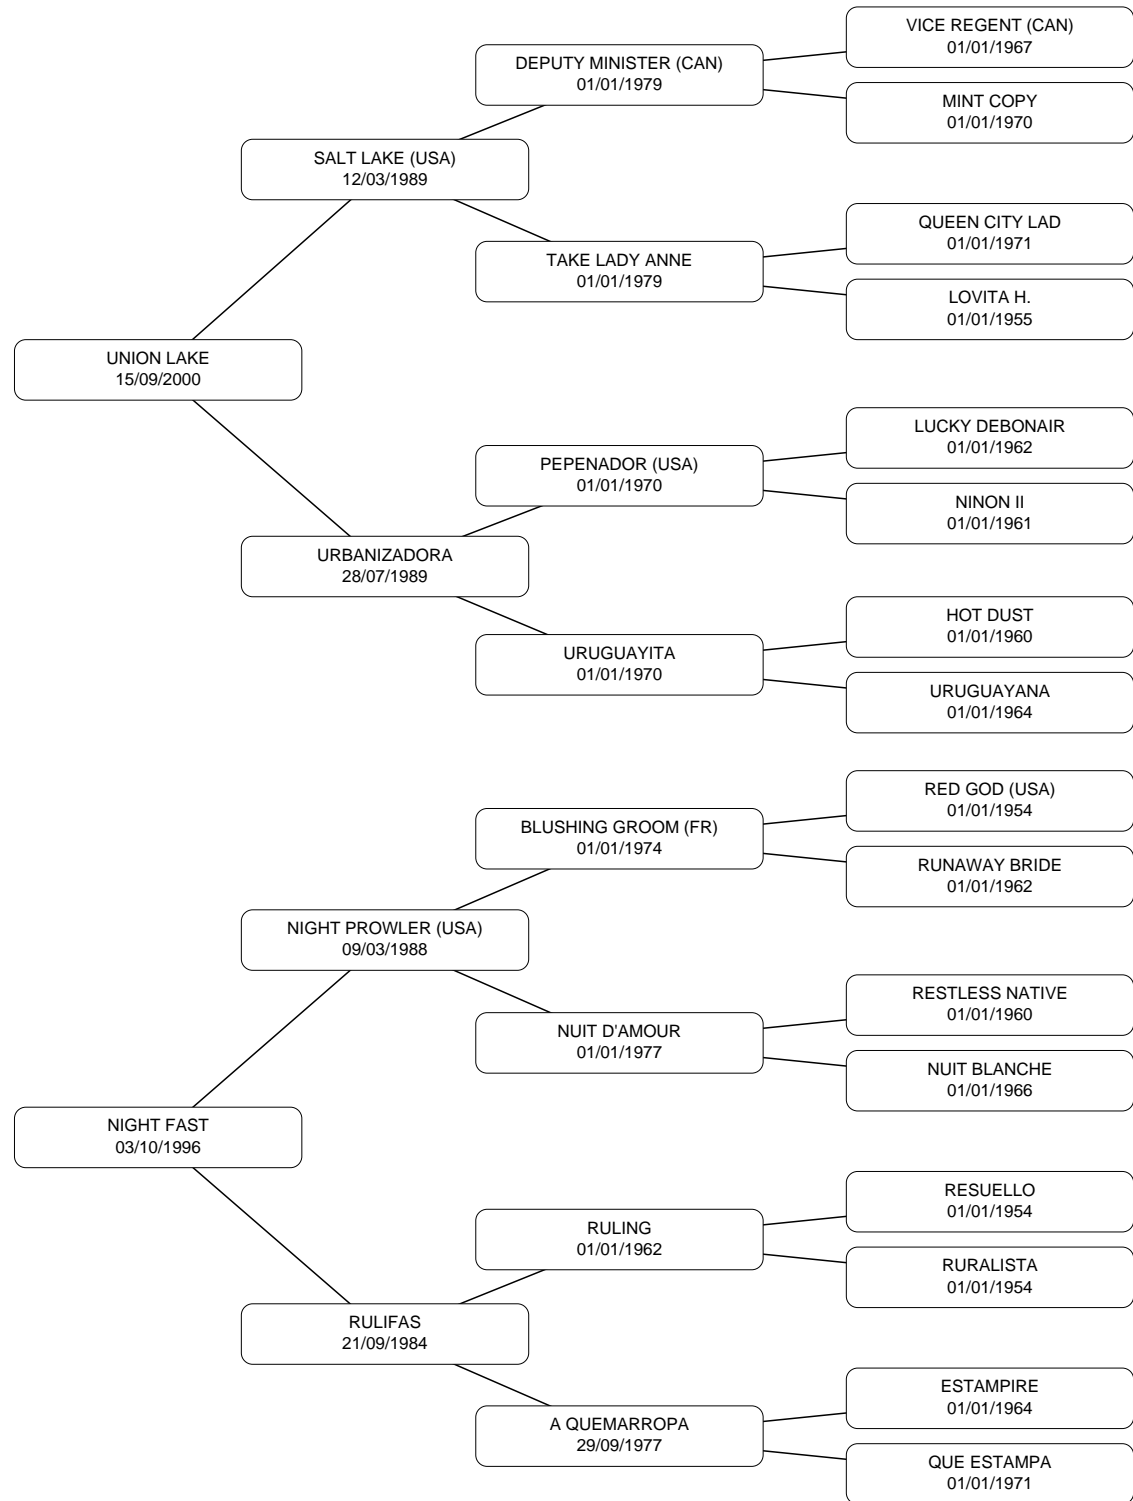 VICE REGENT (CAN)
01/01/1967
DEPUTY MINISTER (CAN)
01/01/1979
MINT COPY
01/01/1970
SALT LAKE (USA)
12/03/1989
QUEEN CITY LAD
01/01/1971
TAKE LADY ANNE
01/01/1979
LOVITA H.
01/01/1955
UNION LAKE
15/09/2000
LUCKY DEBONAIR
01/01/1962
PEPENADOR (USA)
01/01/1970
NINON II
01/01/1961
URBANIZADORA
28/07/1989
HOT DUST
01/01/1960
URUGUAYITA
01/01/1970
URUGUAYANA
01/01/1964
RED GOD (USA)
01/01/1954
BLUSHING GROOM (FR)
01/01/1974
RUNAWAY BRIDE
01/01/1962
NIGHT PROWLER (USA)
09/03/1988
RESTLESS NATIVE
01/01/1960
NUIT D'AMOUR
01/01/1977
NUIT BLANCHE
01/01/1966
NIGHT FAST
03/10/1996
RESUELLO
01/01/1954
RULING
01/01/1962
RURALISTA
01/01/1954
RULIFAS
21/09/1984
ESTAMPIRE
01/01/1964
A QUEMARROPA
29/09/1977
QUE ESTAMPA
01/01/1971